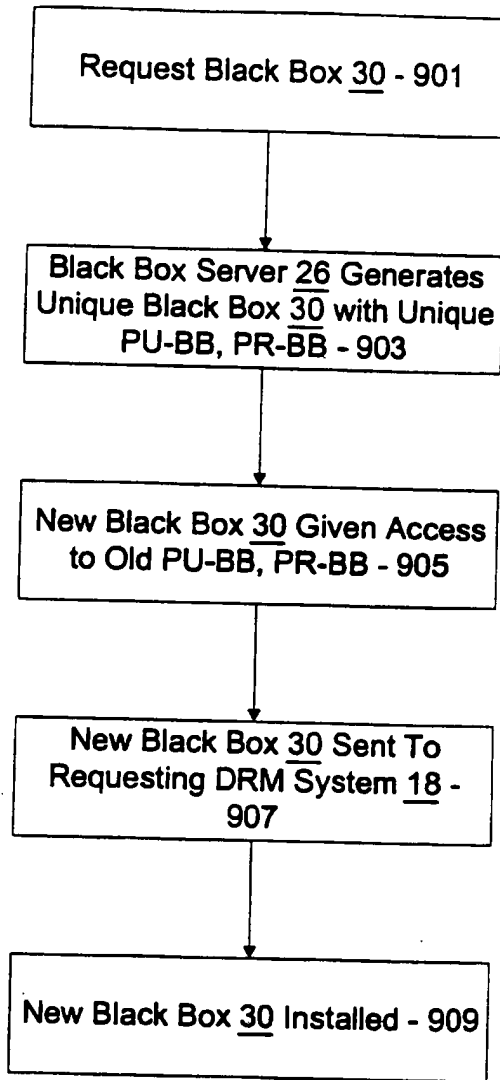 Request Black Box 30 - 901
Black Box Server 26 Generates
Unique Black Box 30 with Unique
PU-BB, PR-BB - 903
New Black Box 30 Given Access
to Old PU-BB, PR-BB - 905
New Black Box 30 Sent To
Requesting DRM System 18 -
907
New Black Box 30 Installed - 909